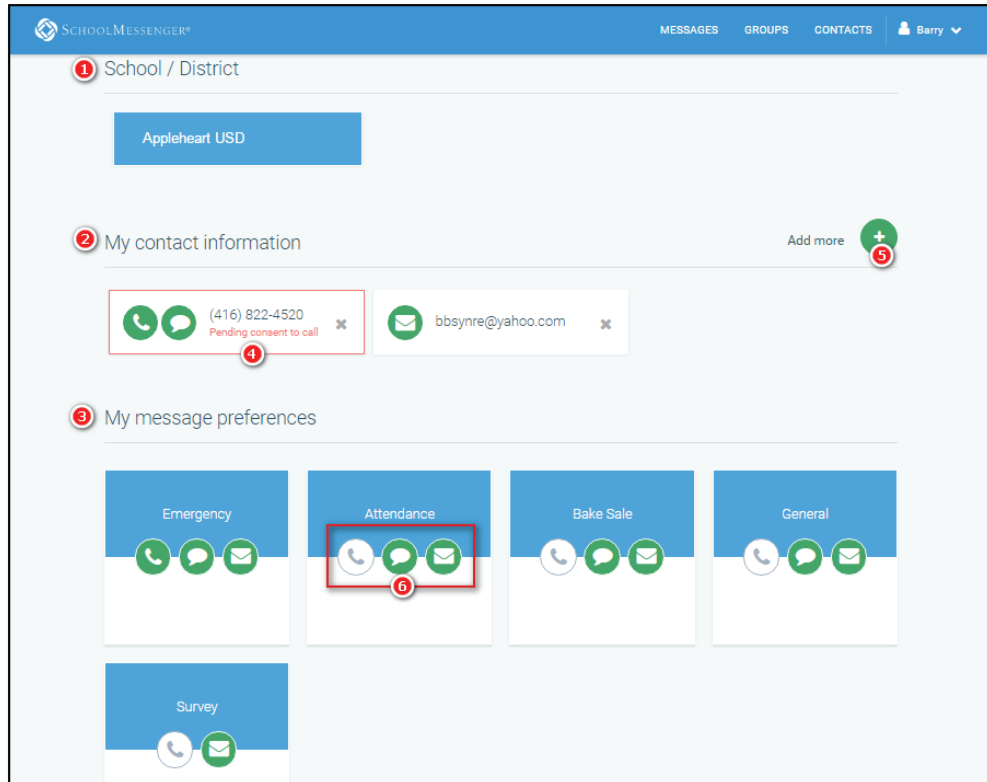 SCHOOLMESSENGER®
MESSAGES GROUPS CONTACTS Barry
1 School / District
Appleheart USD
2 My contact information Add more +
5
(416) 822-4520 bbsynre@yahoo.com
Pending consent to call
4
3 My message preferences
Emergency Attendance Bake Sale General
6
Survey